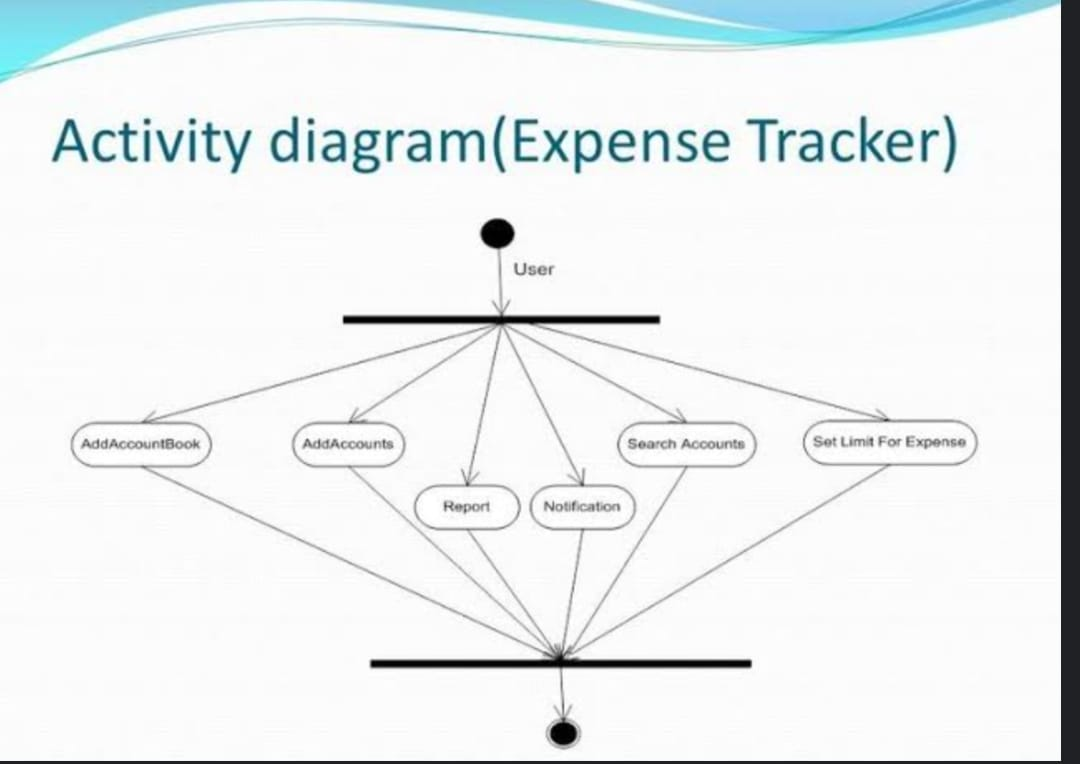 Activity diagram(Expense Tracker)
User
AddAccountBook
AddAccounts
Search Accounts
Set Limit For Expense
Report
Notification